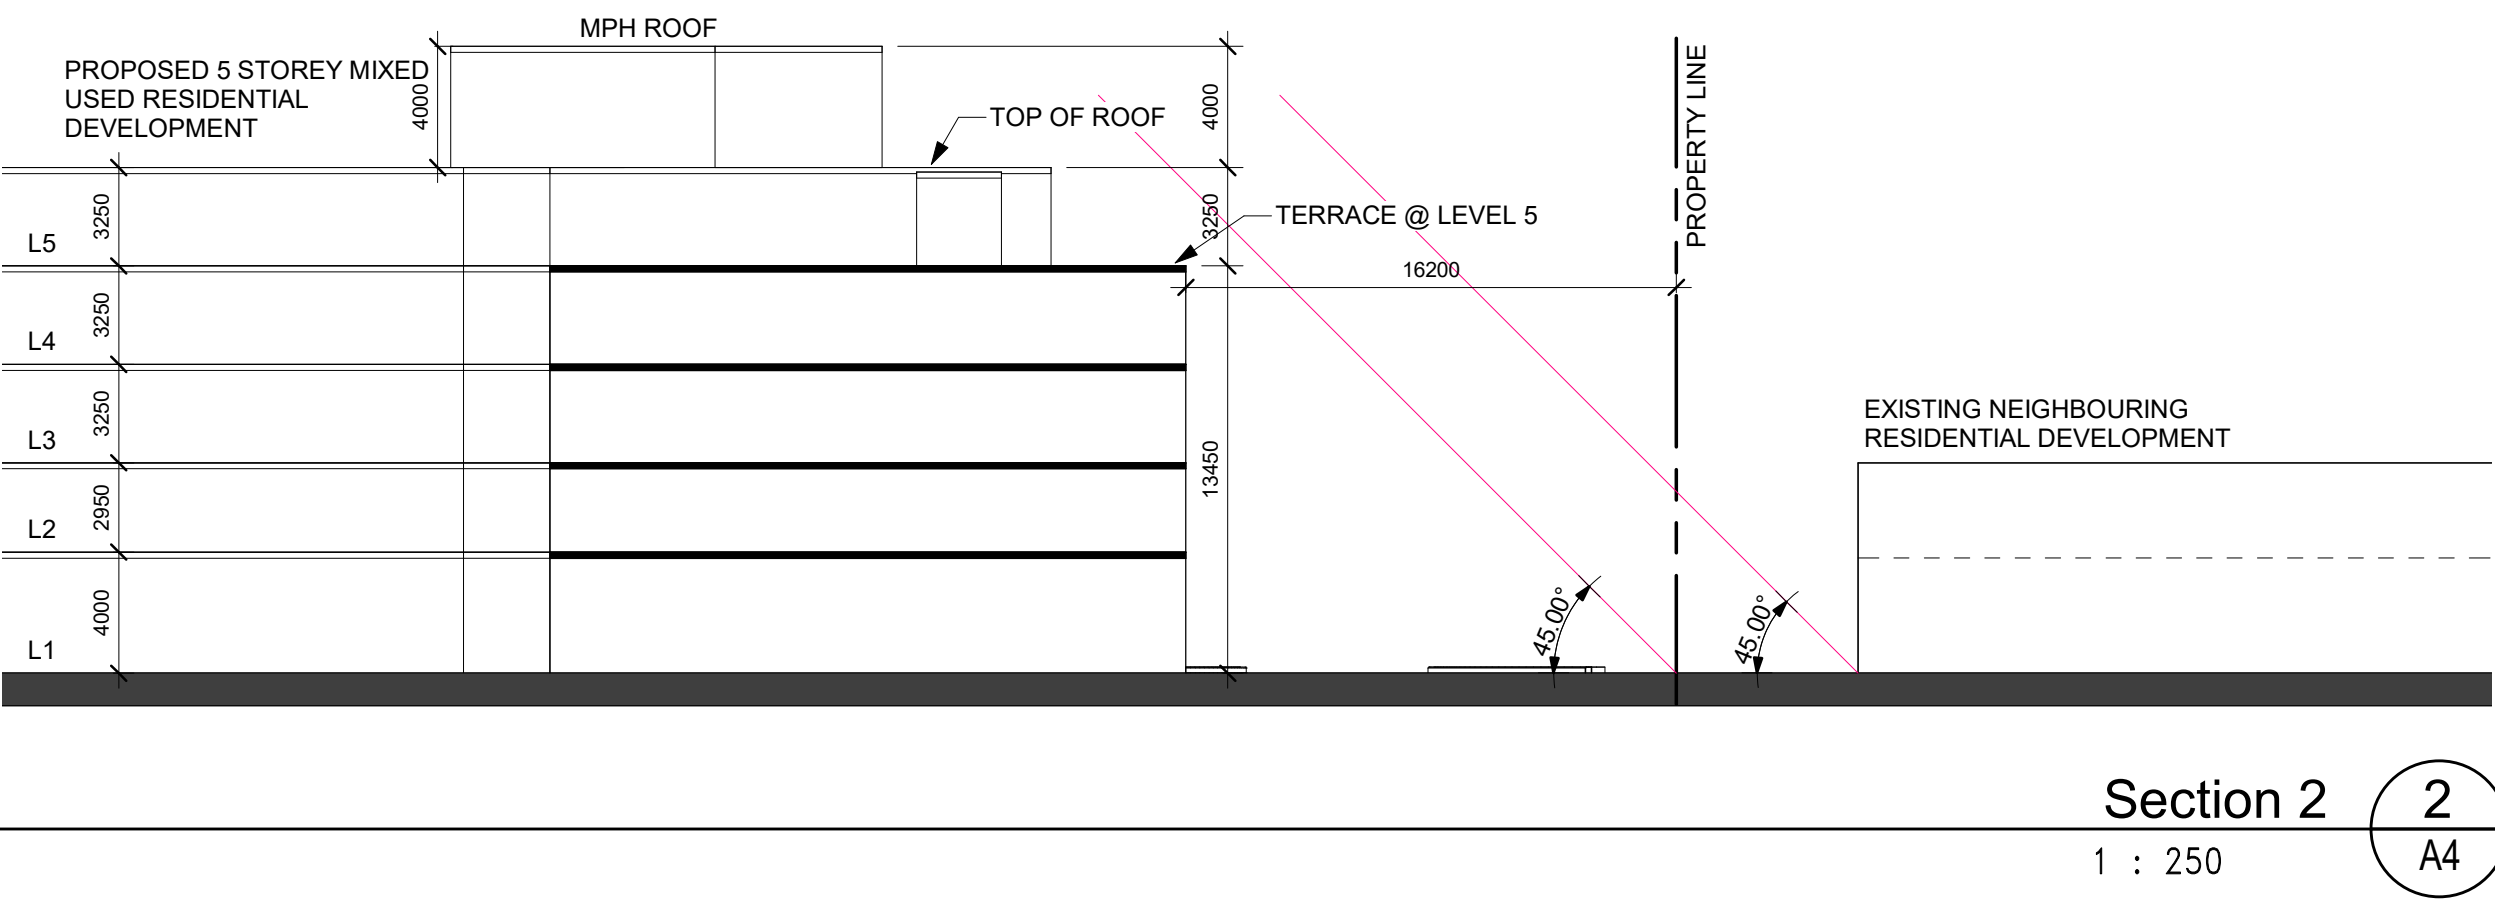 MPH ROOF
PROPOSED 5 STOREY MIXED
USED RESIDENTIAL
DEVELOPMENT
4000
TOP OF ROOF
4000
PROPERTY LINE
3250
3250
TERRACE @ LEVEL 5
L5
16200
3250
L4
3250
L3
EXISTING NEIGHBOURING
RESIDENTIAL DEVELOPMENT
13450
2950
L2
4000
45.00°
45.00°
L1
Section 2
2
1 : 250
A4